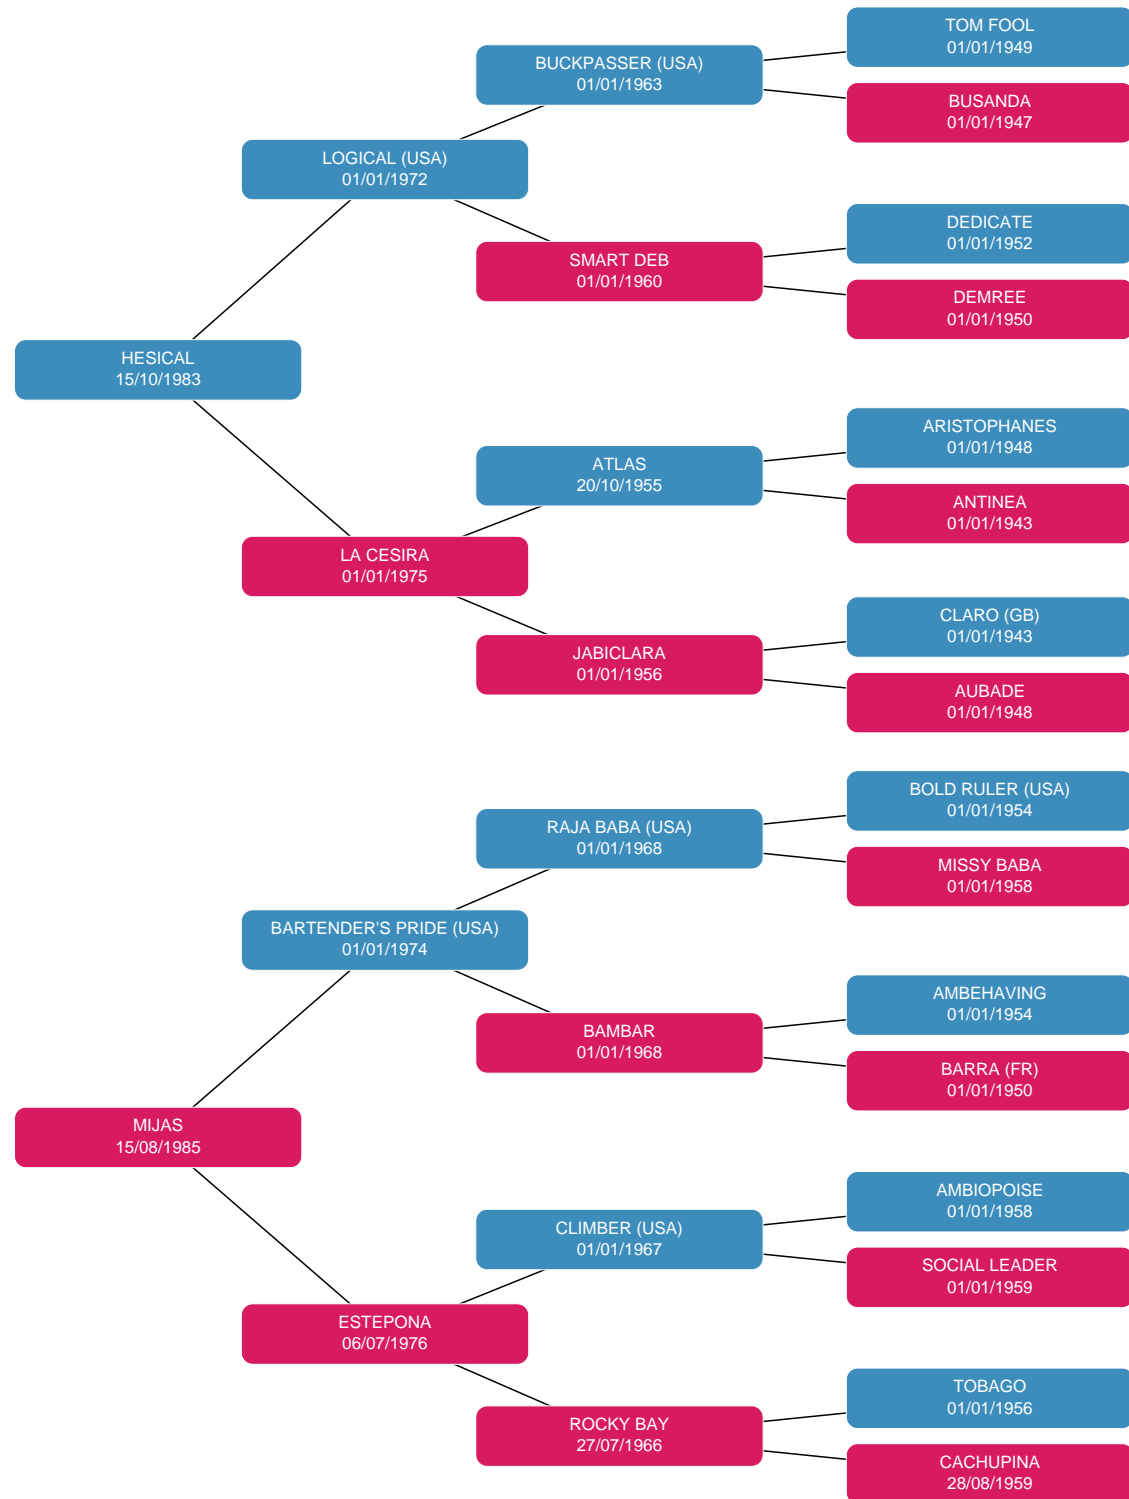 TOM FOOL
01/01/1949
BUCKPASSER (USA)
01/01/1963
BUSANDA
01/01/1947
LOGICAL (USA)
01/01/1972
DEDICATE
01/01/1952
SMART DEB
01/01/1960
DEMREE
01/01/1950
HESICAL
15/10/1983
ARISTOPHANES
01/01/1948
ATLAS
20/10/1955
ANTINEA
01/01/1943
LA CESIRA
01/01/1975
CLARO (GB)
01/01/1943
JABICLARA
01/01/1956
AUBADE
01/01/1948
BOLD RULER (USA)
01/01/1954
RAJA BABA (USA)
01/01/1968
MISSY BABA
01/01/1958
BARTENDER'S PRIDE (USA)
01/01/1974
AMBEHAVING
01/01/1954
BAMBAR
01/01/1968
BARRA (FR)
01/01/1950
MIJAS
15/08/1985
AMBIOPOISE
01/01/1958
CLIMBER (USA)
01/01/1967
SOCIAL LEADER
01/01/1959
ESTEPONA
06/07/1976
TOBAGO
01/01/1956
ROCKY BAY
27/07/1966
CACHUPINA
28/08/1959